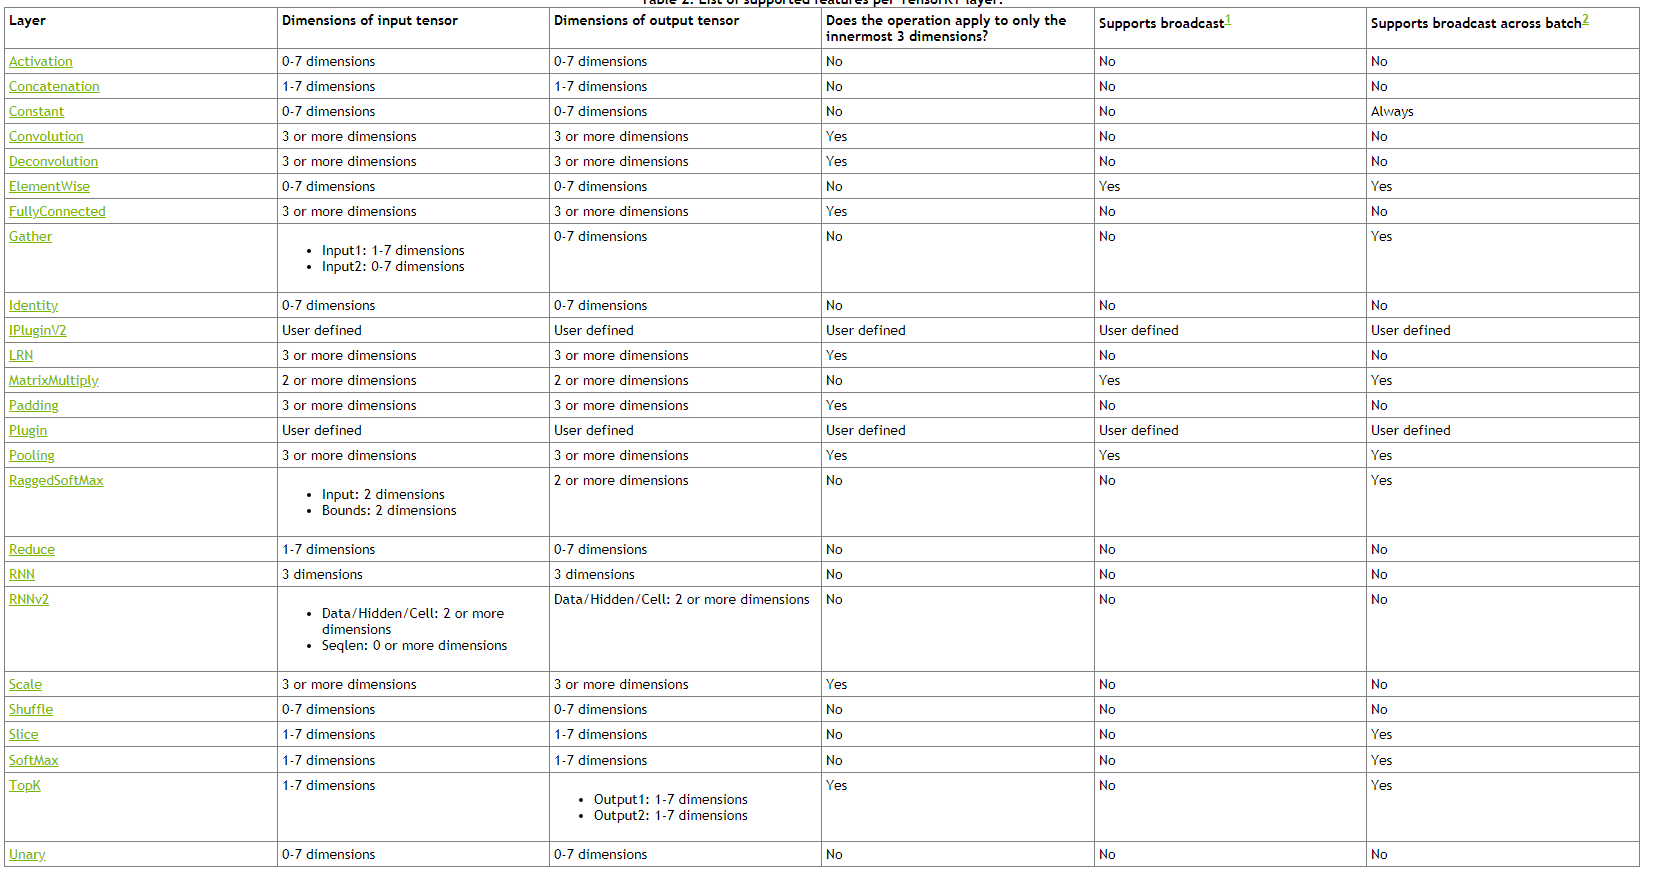 Table 2. List of supported features per TensorRT layer.
Layer Dimensions of input tensor Dimensions of output tensor Does the operation apply to only the innermost 3 dimensions? Supports broadcast1 Supports broadcast across batch2
Activation 0-7 dimensions 0-7 dimensions No No No
Concatenation 1-7 dimensions 1-7 dimensions No No No
Constant 0-7 dimensions 0-7 dimensions No No Always
Convolution 3 or more dimensions 3 or more dimensions Yes No No
Deconvolution 3 or more dimensions 3 or more dimensions Yes No No
ElementWise 0-7 dimensions 0-7 dimensions No Yes Yes
FullyConnected 3 or more dimensions 3 or more dimensions Yes No No
Gather 0-7 dimensions No No Yes
• Input1: 1-7 dimensions
• Input2: 0-7 dimensions
Identity 0-7 dimensions 0-7 dimensions No No No
IPluginV2 User defined User defined User defined User defined User defined
LRN 3 or more dimensions 3 or more dimensions Yes No No
MatrixMultiply 2 or more dimensions 2 or more dimensions No Yes Yes
Padding 3 or more dimensions 3 or more dimensions Yes No No
Plugin User defined User defined User defined User defined User defined
Pooling 3 or more dimensions 3 or more dimensions Yes Yes Yes
RaggedSoftMax 2 or more dimensions No No Yes
• Input: 2 dimensions
• Bounds: 2 dimensions
Reduce 1-7 dimensions 0-7 dimensions No No No
RNN 3 dimensions 3 dimensions No No No
RNNv2 Data/Hidden/Cell: 2 or more dimensions No No No
• Data/Hidden/Cell: 2 or more
dimensions
• Seqlen: 0 or more dimensions
Scale 3 or more dimensions 3 or more dimensions Yes No No
Shuffle 0-7 dimensions 0-7 dimensions No No No
Slice 1-7 dimensions 1-7 dimensions No No Yes
SoftMax 1-7 dimensions 1-7 dimensions No No Yes
TopK 1-7 dimensions Yes No Yes
• Output1: 1-7 dimensions
• Output2: 1-7 dimensions
Unary 0-7 dimensions 0-7 dimensions No No No